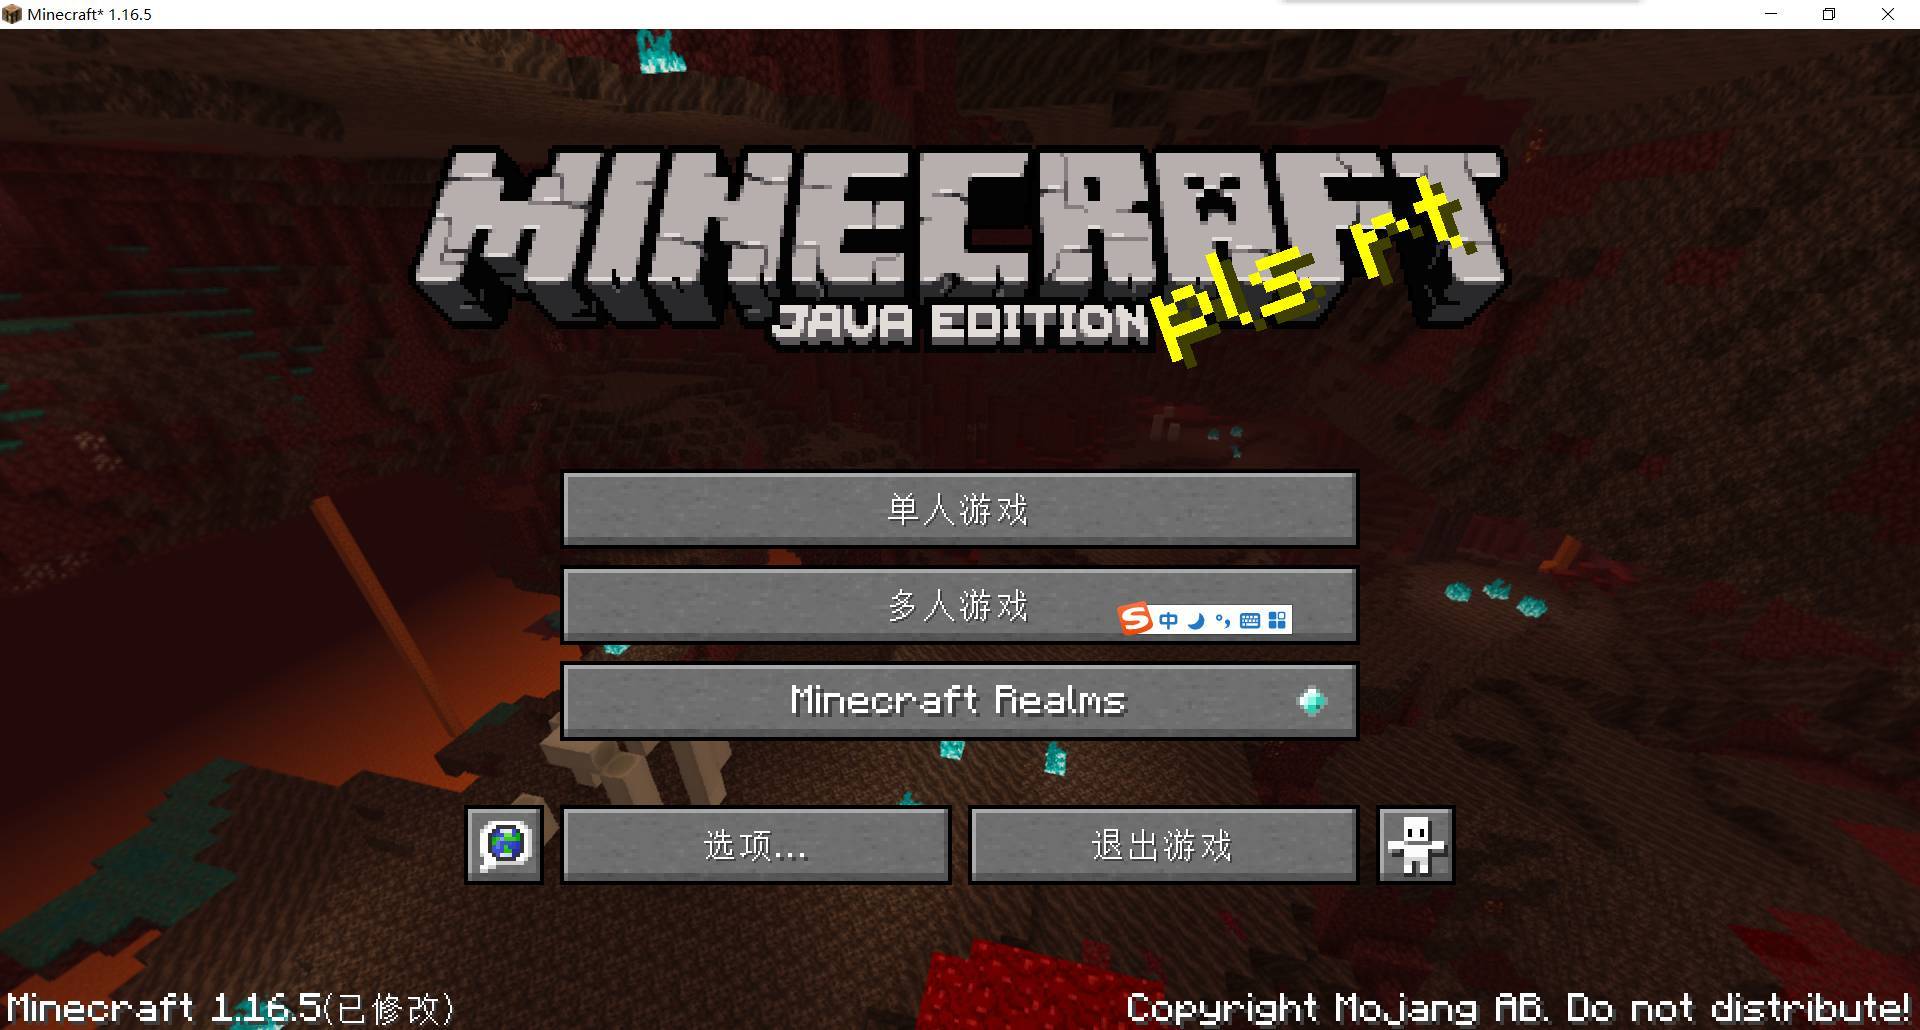 Minecraft* 1.16.5
MINECRAFT
JAVA EDITION
pls rt
单人游戏
多人游戏
中
Minecraft Realms
选项...
退出游戏
Minecraft 1.16.5(已修改)
Copyright Mojang AB. Do not distribute!